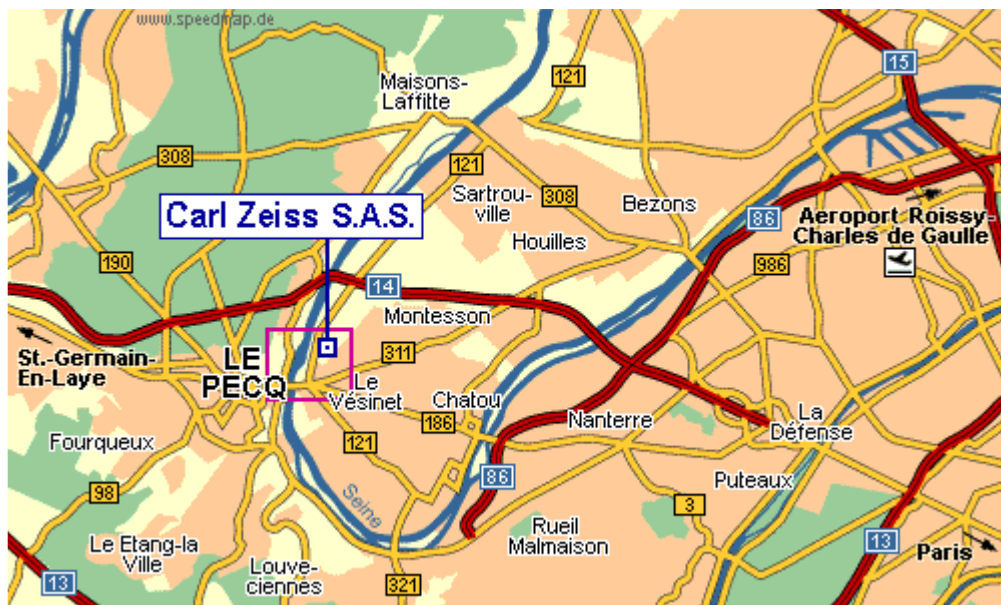 www.speedmap.de
15
121
Maisons-
Laffitte
308
121
Sartrou-
ville
308
Bezons
86
Carl Zeiss S.A.S.
Houilles
Aeroport Roissy-
Charles de Gaulle
190
986
14
Montesson
St.-Germain-
En-Laye
LE
PECQ
311
Le
Vésinet
Chatou
186
Nanterre
La
Défense
Fourqueux
121
86
Puteaux
98
Seine
3
Rueil
Malmaison
Le Etang-la
Ville
13
Paris
13
Louve-
ciennes
321